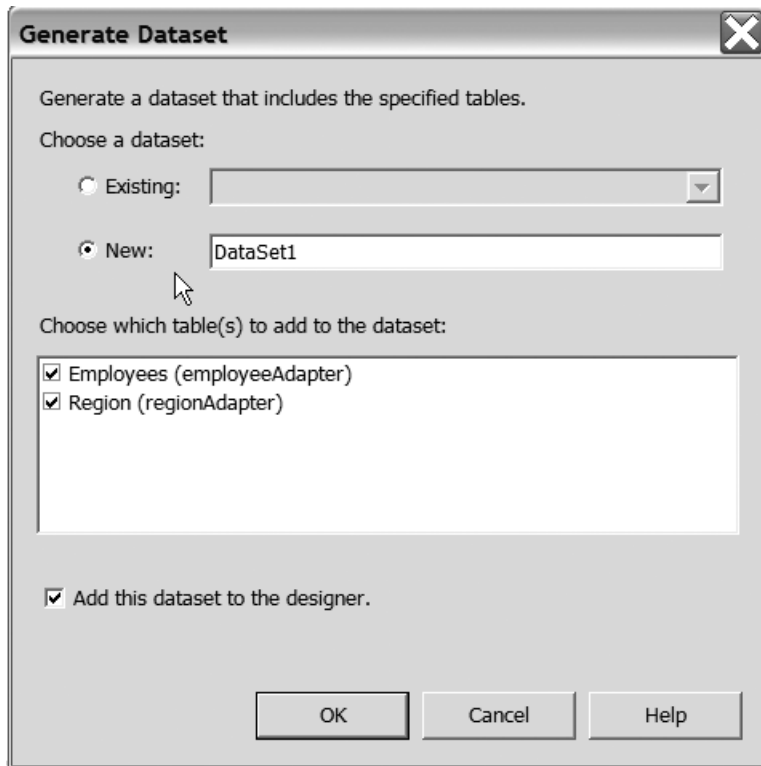 Generate Dataset
Generate a dataset that includes the specified tables.
Choose a dataset:
Existing:
New: DataSet1
Choose which table(s) to add to the dataset:
Employees (employeeAdapter)
Region (regionAdapter)
Add this dataset to the designer.
OK Cancel Help